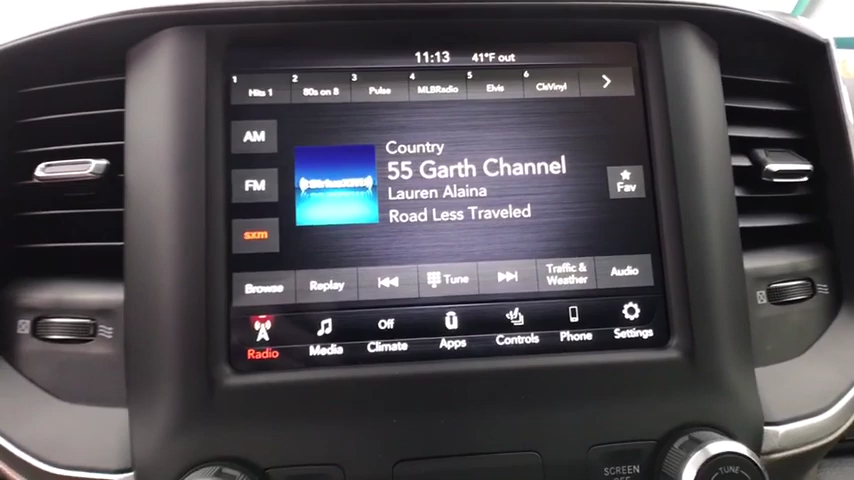 11:13 41°F out
1 Hits 1 2 80s on 8 3 Pulse 4 MLBRadio 5 Elvis 6 ClsVinyl
AM
FM
sxm
SiriusXM
Country
55 Garth Channel
Lauren Alaina
Road Less Traveled
Fav
Browse Replay Tune Traffic & Weather Audio
Radio Media Off Climate Apps Controls Phone Settings
SCREEN
OFF
TUNE